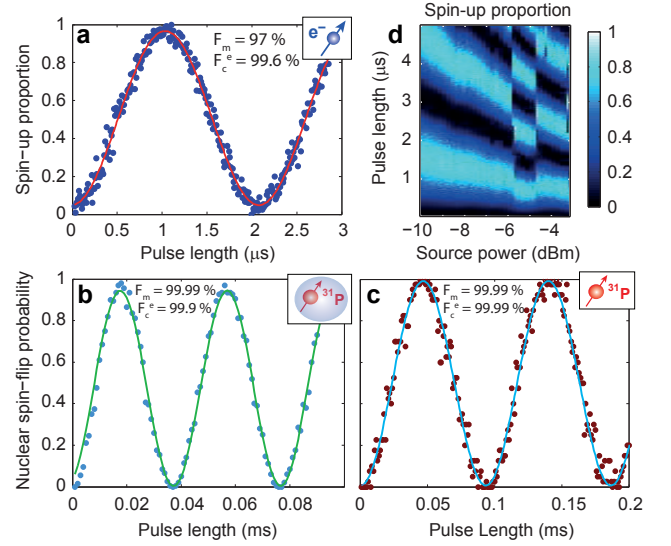 a
F_m = 97 %
F_c^e = 99.6 %
e⁻
Spin−up proportion
1
0.8
0.6
0.4
0.2
0
0 0.5 1 1.5 2 2.5 3
Pulse length (μs)
d
Spin−up proportion
Pulse length (μs)
4
3
2
1
−10 −8 −6 −4
Source power (dBm)
1
0.8
0.6
0.4
0.2
0
b
F_m = 99.99 %
F_c^e = 99.9 %
³¹P
Nuclear spin−flip probability
1
0.8
0.6
0.4
0.2
0
0 0.02 0.04 0.06 0.08
Pulse length (ms)
c
F_m = 99.99 %
F_c^e = 99.99 %
³¹P
0 0.05 0.1 0.15 0.2
Pulse Length (ms)